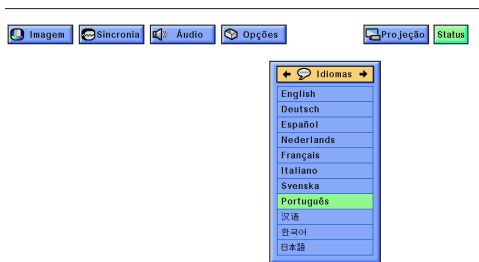 Imagem Sincronia Áudio Opções Projeção Status
Idiomas
English
Deutsch
Español
Nederlands
Français
Italiano
Svenska
Português
汉语
한국어
日本語